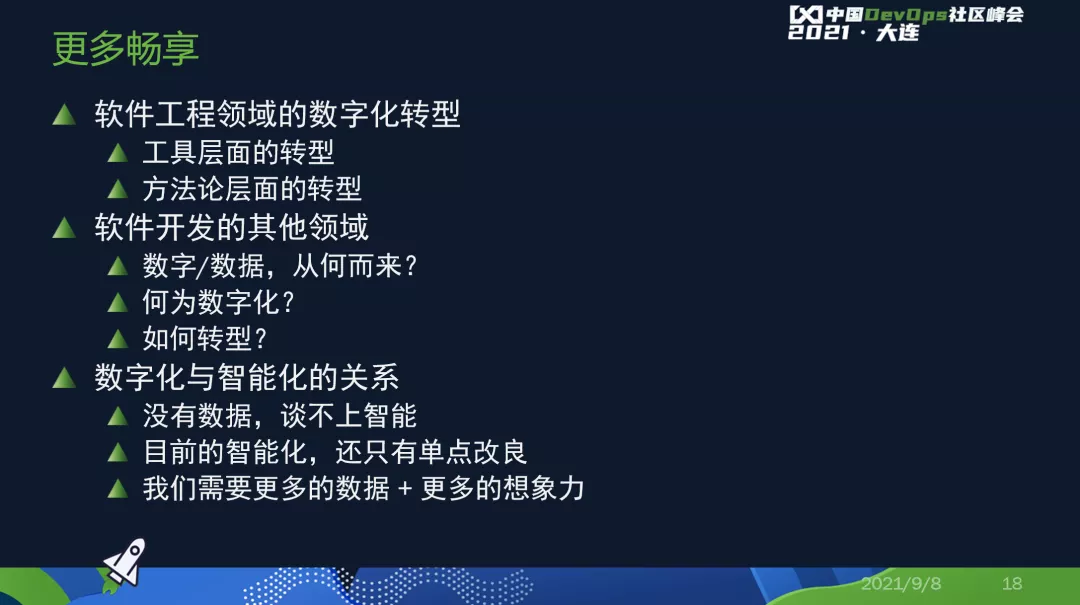 中国DevOps社区峰会
2021 · 大连
更多畅享
软件工程领域的数字化转型
工具层面的转型
方法论层面的转型
软件开发的其他领域
数字/数据，从何而来？
何为数字化？
如何转型？
数字化与智能化的关系
没有数据，谈不上智能
目前的智能化，还只有单点改良
我们需要更多的数据 + 更多的想象力
2021/9/8
18